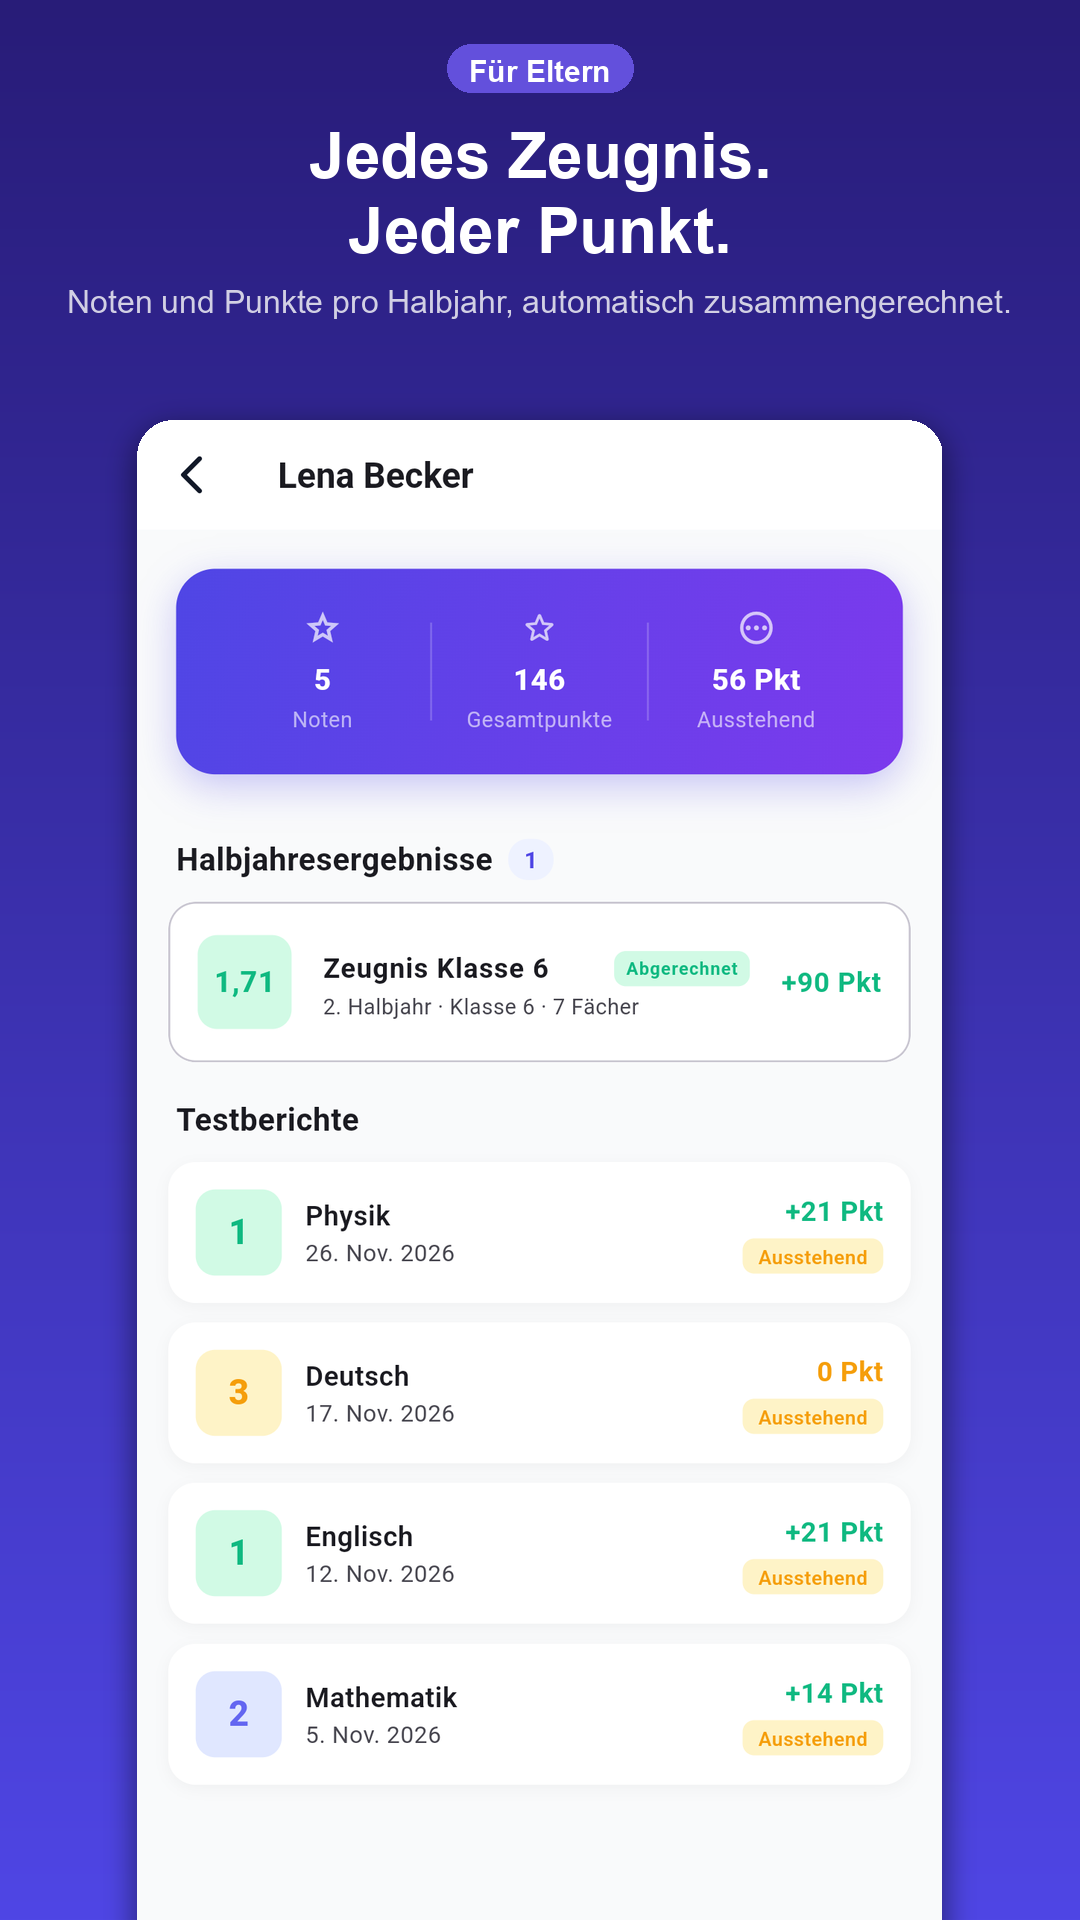 Für Eltern
Jedes Zeugnis.
Jeder Punkt.
Noten und Punkte pro Halbjahr, automatisch zusammengerechnet.
Lena Becker
5
Noten
146
Gesamtpunkte
56 Pkt
Ausstehend
Halbjahresergebnisse 1
1,71
Zeugnis Klasse 6
Abgerechnet
+90 Pkt
2. Halbjahr · Klasse 6 · 7 Fächer
Testberichte
1
Physik
26. Nov. 2026
+21 Pkt
Ausstehend
3
Deutsch
17. Nov. 2026
0 Pkt
Ausstehend
1
Englisch
12. Nov. 2026
+21 Pkt
Ausstehend
2
Mathematik
5. Nov. 2026
+14 Pkt
Ausstehend